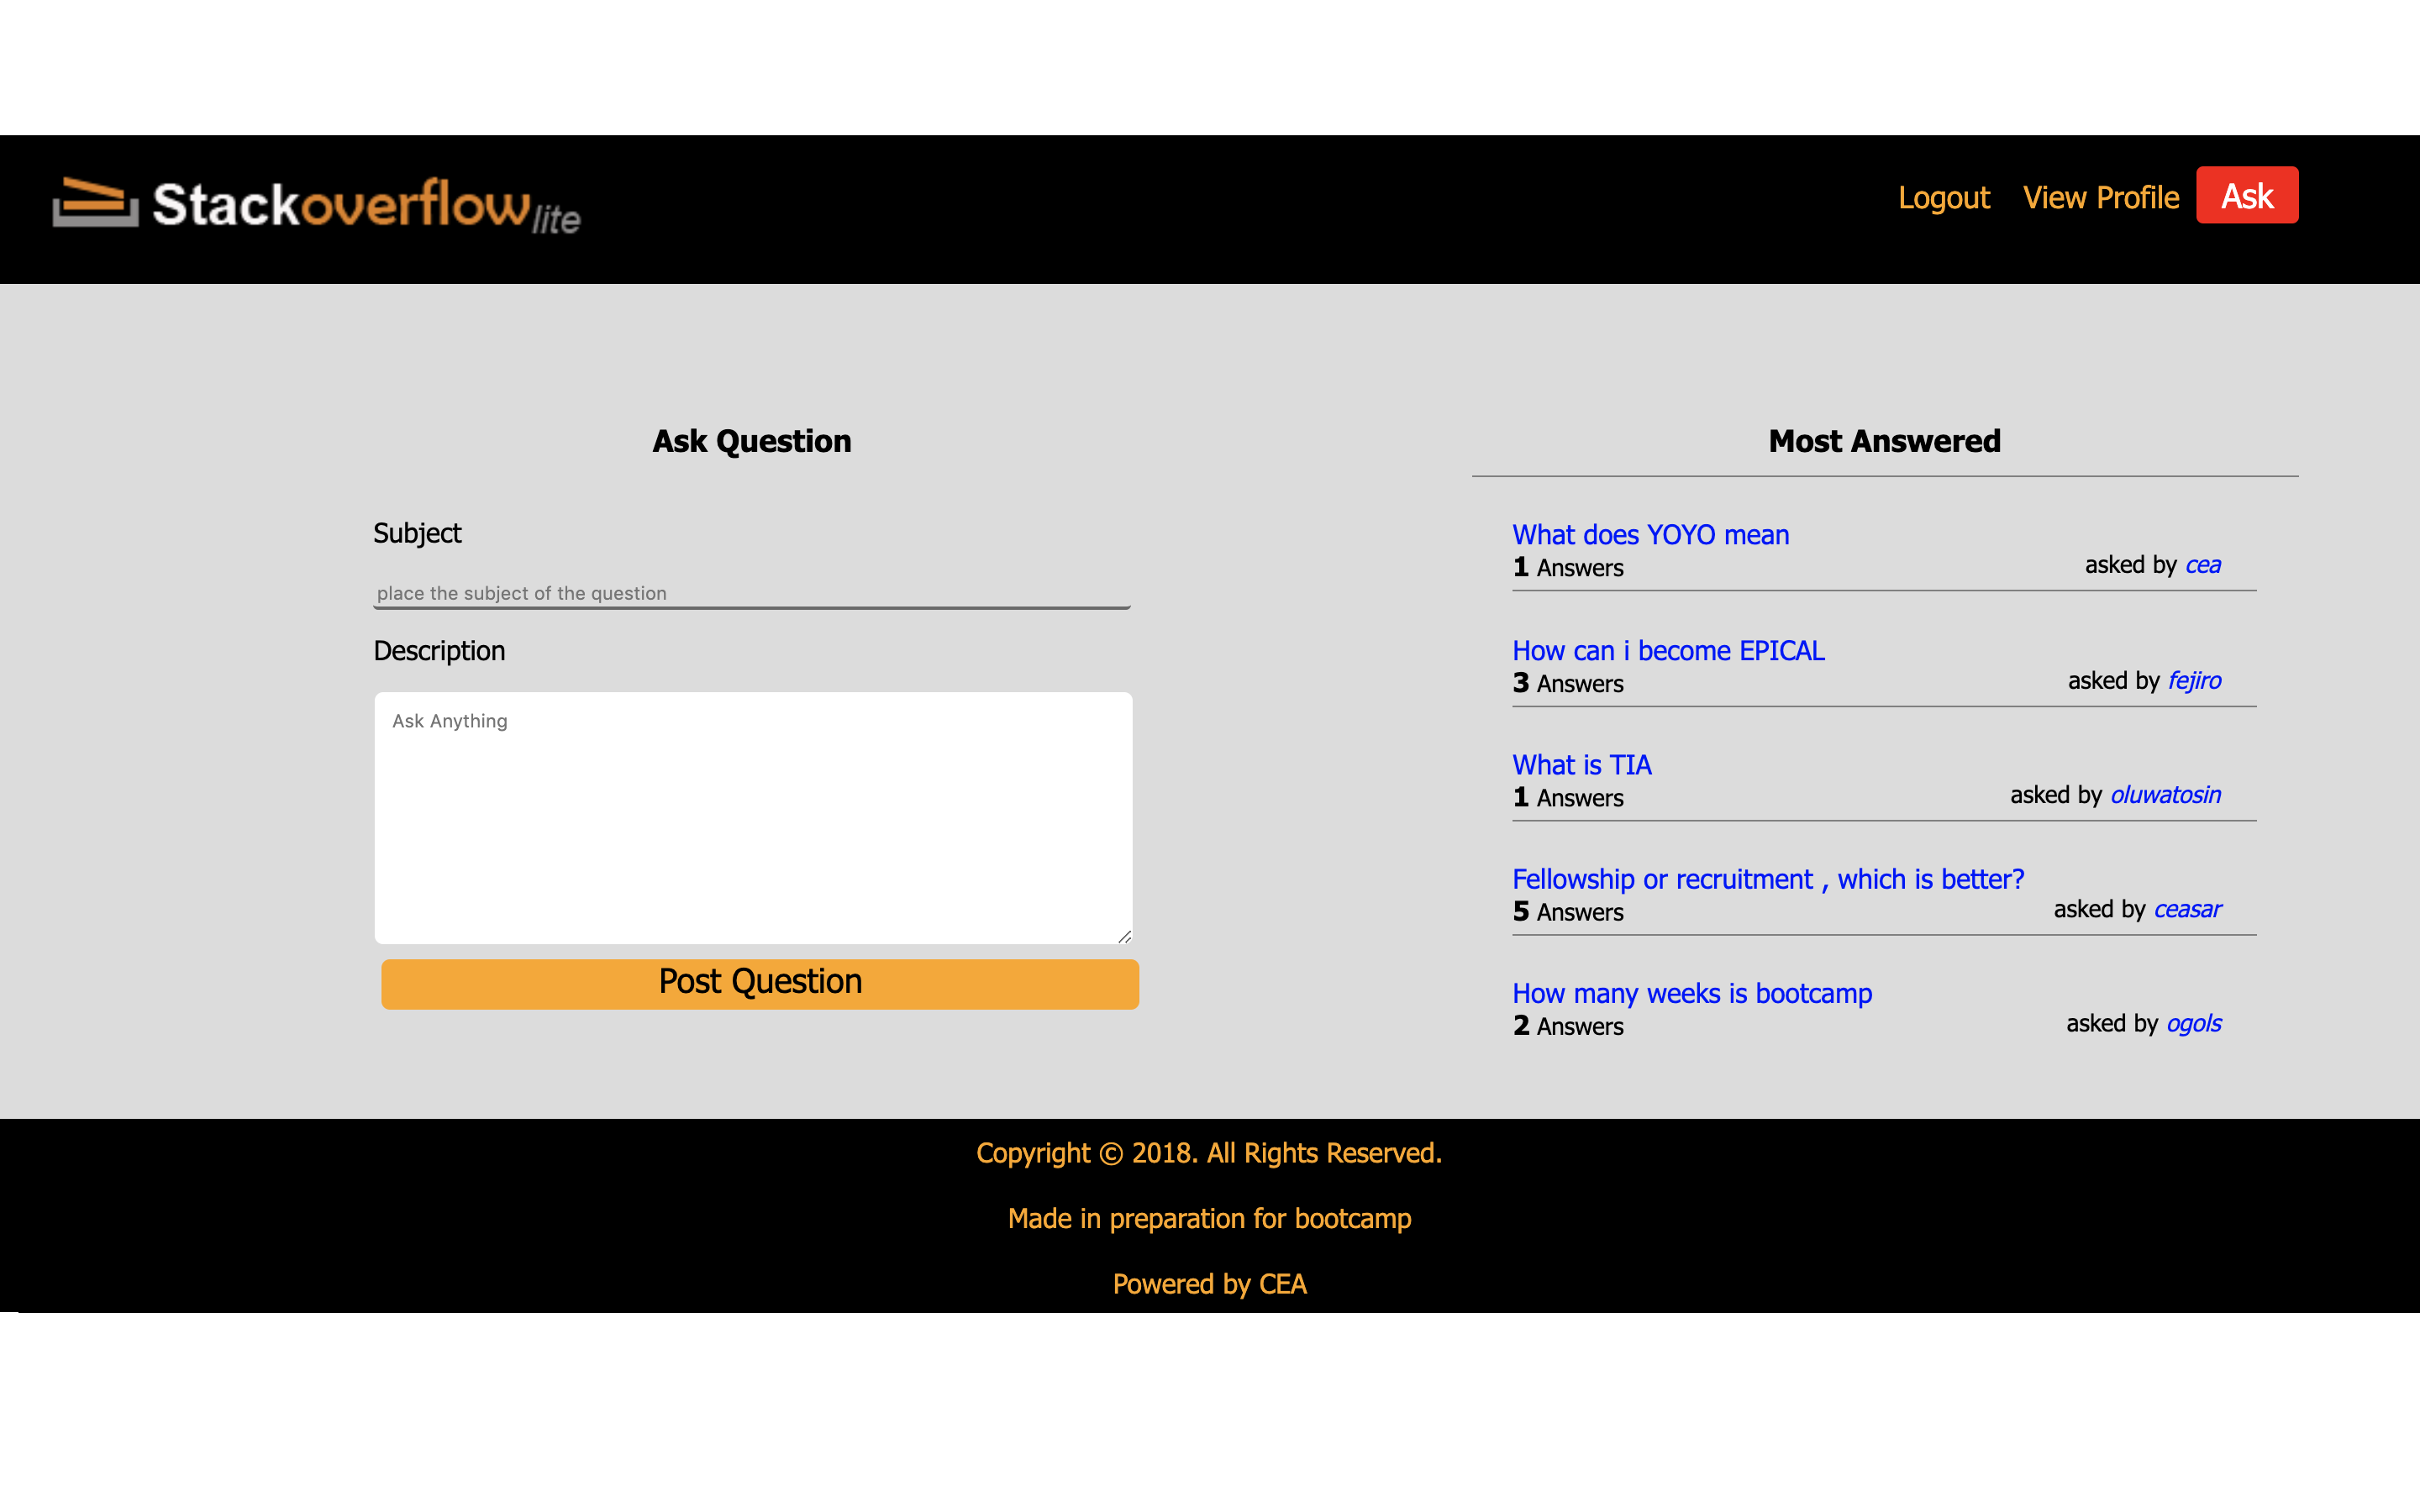 Stackoverflow lite
Logout View Profile Ask
Ask Question
Subject
place the subject of the question
Description
Ask Anything
Post Question
Most Answered
What does YOYO mean
1 Answers asked by cea
How can i become EPICAL
3 Answers asked by fejiro
What is TIA
1 Answers asked by oluwatosin
Fellowship or recruitment , which is better?
5 Answers asked by ceasar
How many weeks is bootcamp
2 Answers asked by ogols
Copyright © 2018. All Rights Reserved.
Made in preparation for bootcamp
Powered by CEA